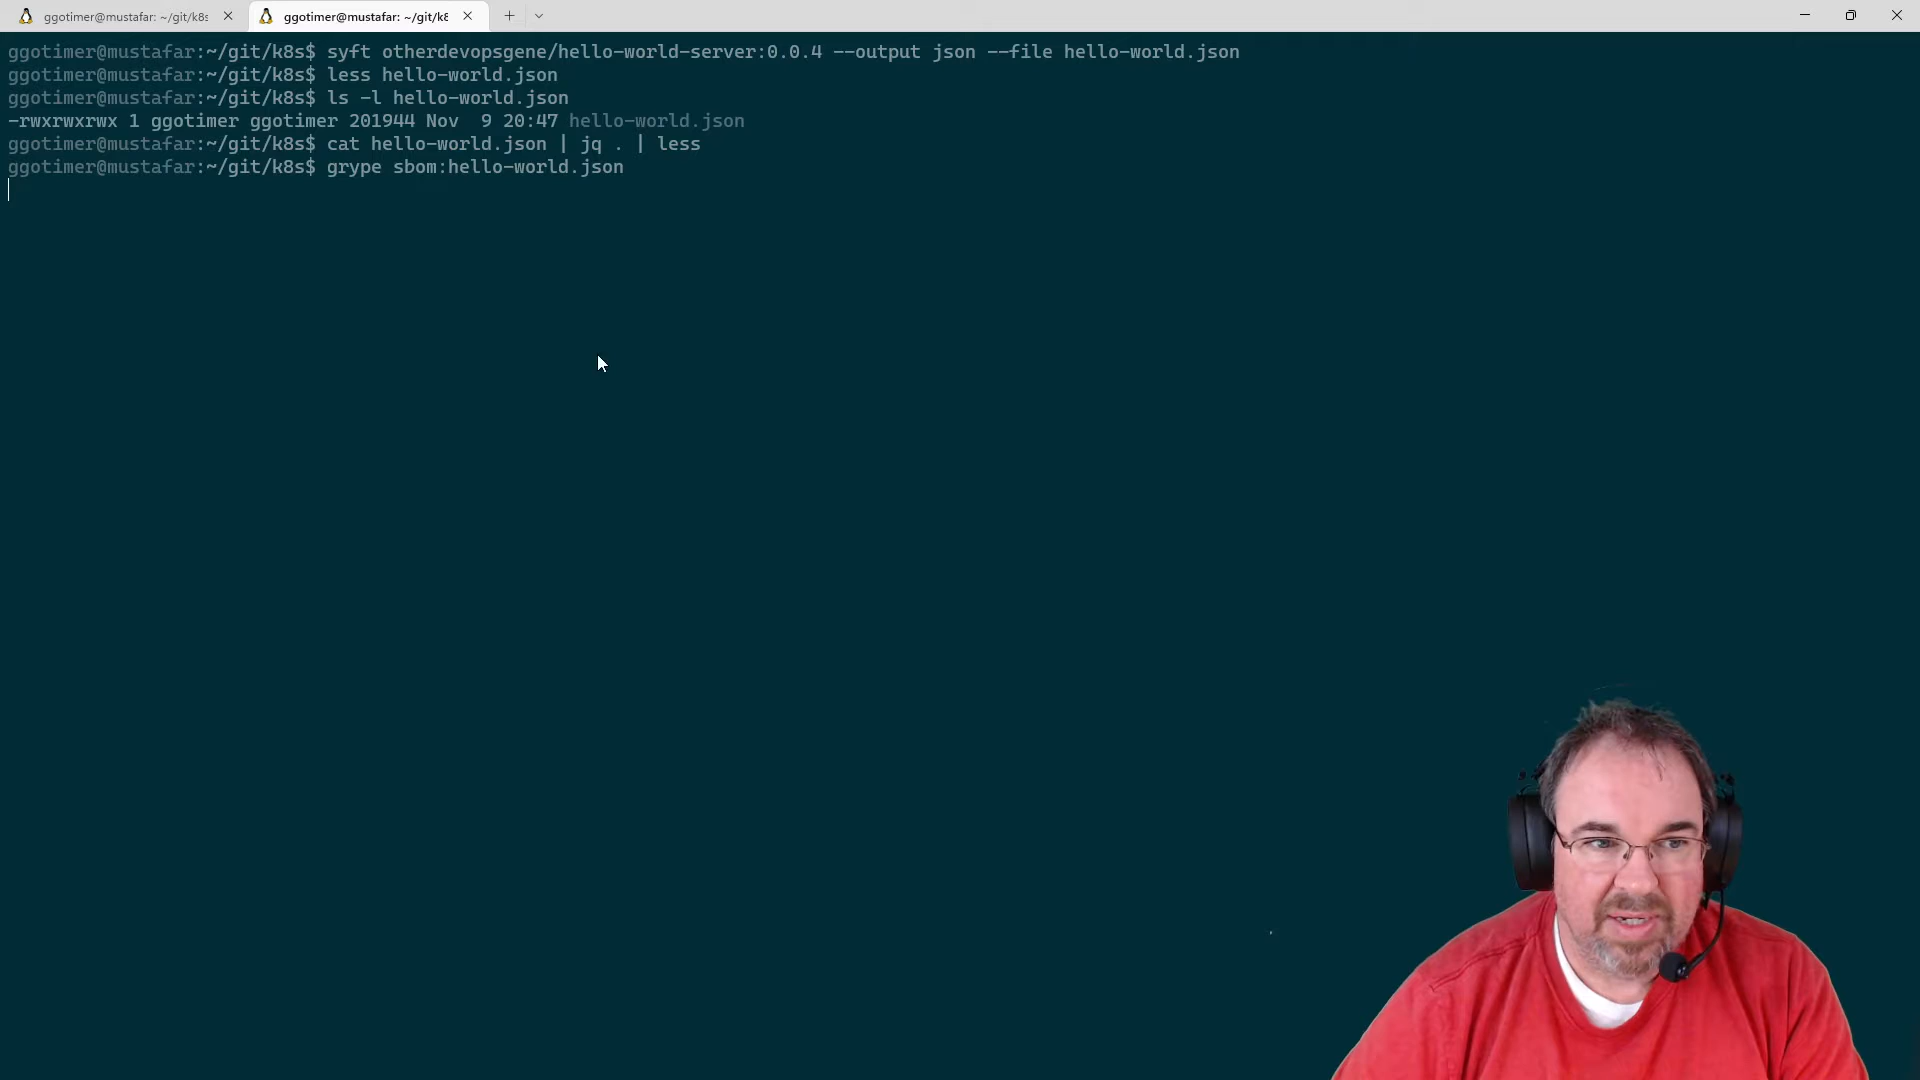 ggotimer@mustafar: ~/git/k8s
ggotimer@mustafar: ~/git/k8
ggotimer@mustafar:~/git/k8s$ syft otherdevopsgene/hello-world-server:0.0.4 --output json --file hello-world.json
ggotimer@mustafar:~/git/k8s$ less hello-world.json
ggotimer@mustafar:~/git/k8s$ ls -l hello-world.json
-rwxrwxrwx 1 ggotimer ggotimer 201944 Nov  9 20:47 hello-world.json
ggotimer@mustafar:~/git/k8s$ cat hello-world.json | jq . | less
ggotimer@mustafar:~/git/k8s$ grype sbom:hello-world.json